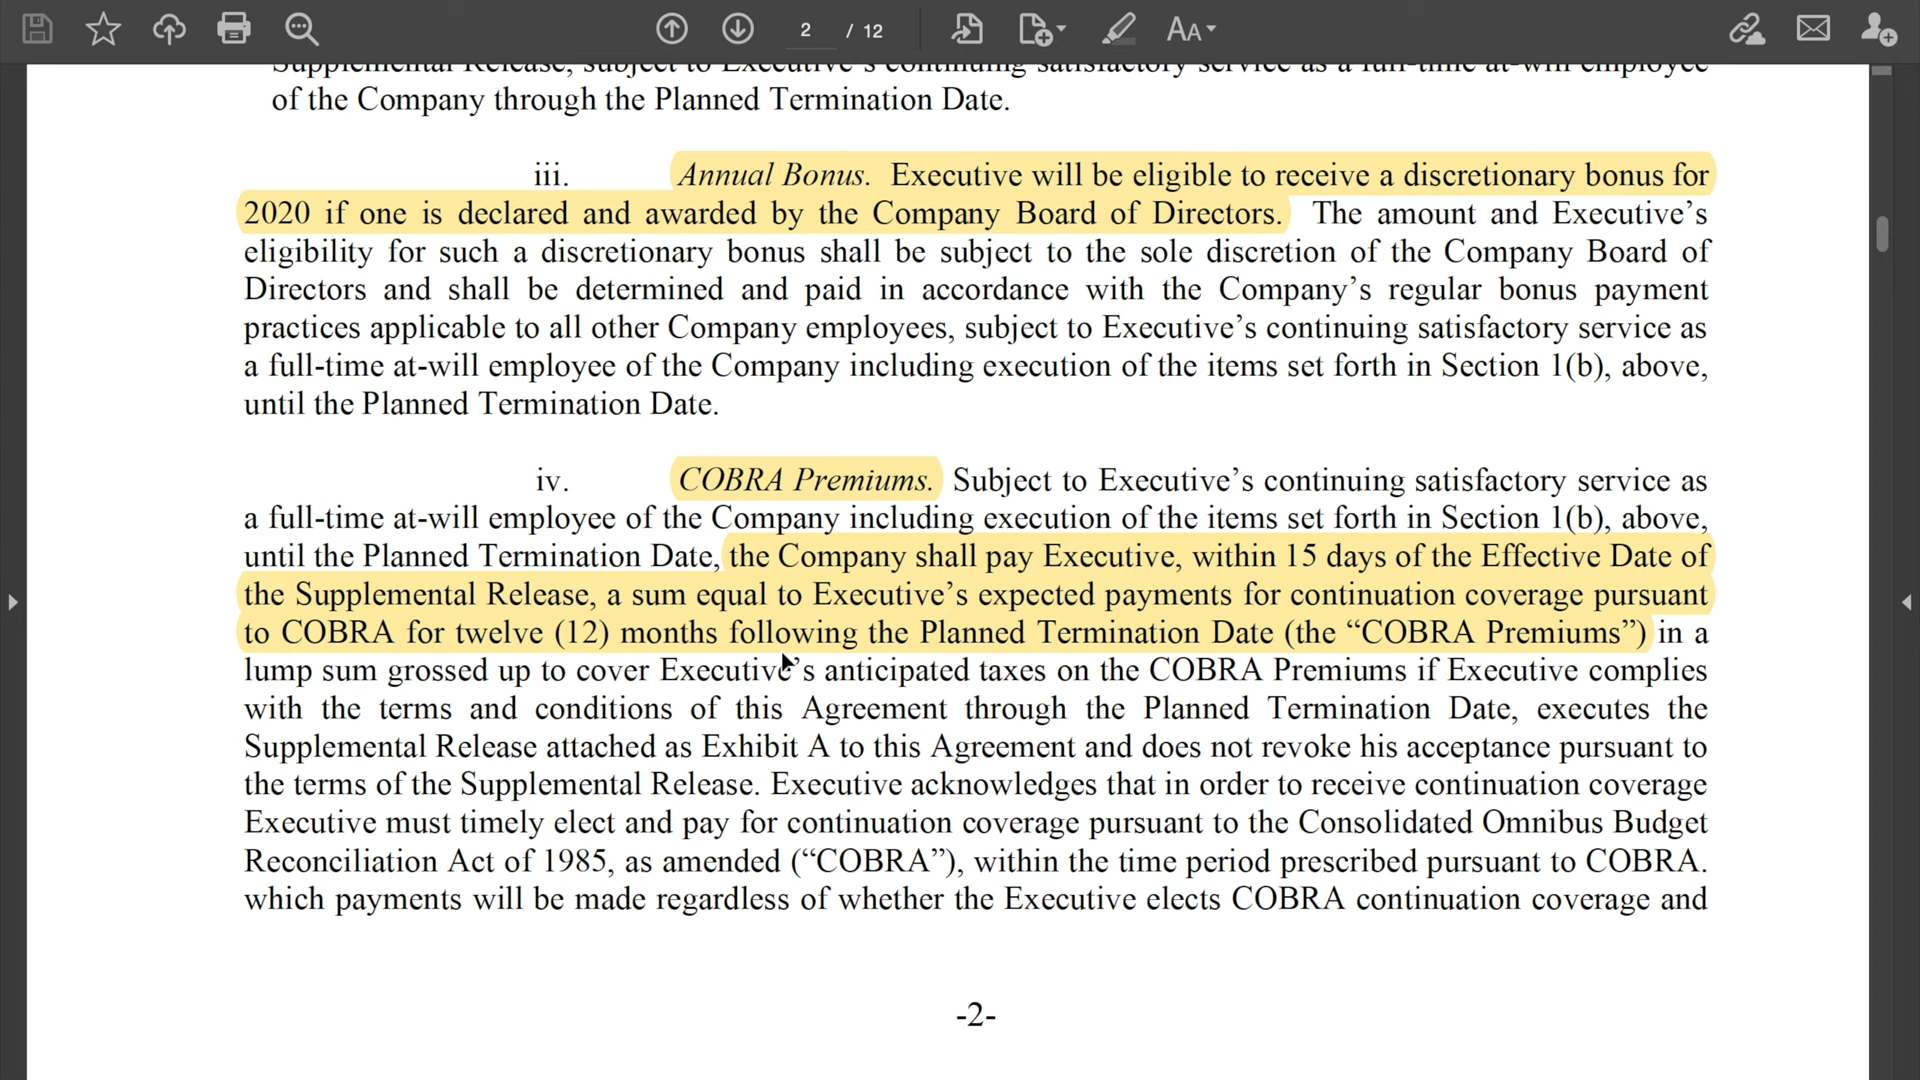 2 / 12
AA
Supplemental Release, subject to Executive’s continuing satisfactory service as a full-time at-will employee
of the Company through the Planned Termination Date.
iii. Annual Bonus. Executive will be eligible to receive a discretionary bonus for
2020 if one is declared and awarded by the Company Board of Directors. The amount and Executive’s
eligibility for such a discretionary bonus shall be subject to the sole discretion of the Company Board of
Directors and shall be determined and paid in accordance with the Company’s regular bonus payment
practices applicable to all other Company employees, subject to Executive’s continuing satisfactory service as
a full-time at-will employee of the Company including execution of the items set forth in Section 1(b), above,
until the Planned Termination Date.
iv. COBRA Premiums. Subject to Executive’s continuing satisfactory service as
a full-time at-will employee of the Company including execution of the items set forth in Section 1(b), above,
until the Planned Termination Date, the Company shall pay Executive, within 15 days of the Effective Date of
the Supplemental Release, a sum equal to Executive’s expected payments for continuation coverage pursuant
to COBRA for twelve (12) months following the Planned Termination Date (the “COBRA Premiums”) in a
lump sum grossed up to cover Executive’s anticipated taxes on the COBRA Premiums if Executive complies
with the terms and conditions of this Agreement through the Planned Termination Date, executes the
Supplemental Release attached as Exhibit A to this Agreement and does not revoke his acceptance pursuant to
the terms of the Supplemental Release. Executive acknowledges that in order to receive continuation coverage
Executive must timely elect and pay for continuation coverage pursuant to the Consolidated Omnibus Budget
Reconciliation Act of 1985, as amended (“COBRA”), within the time period prescribed pursuant to COBRA.
which payments will be made regardless of whether the Executive elects COBRA continuation coverage and
-2-